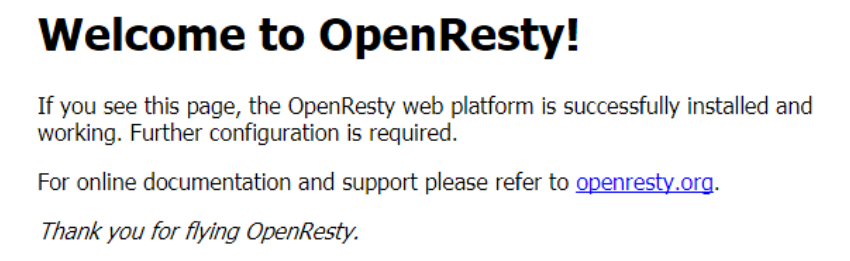 Welcome to OpenResty!
If you see this page, the OpenResty web platform is successfully installed and
working. Further configuration is required.
For online documentation and support please refer to openresty.org.
Thank you for flying OpenResty.